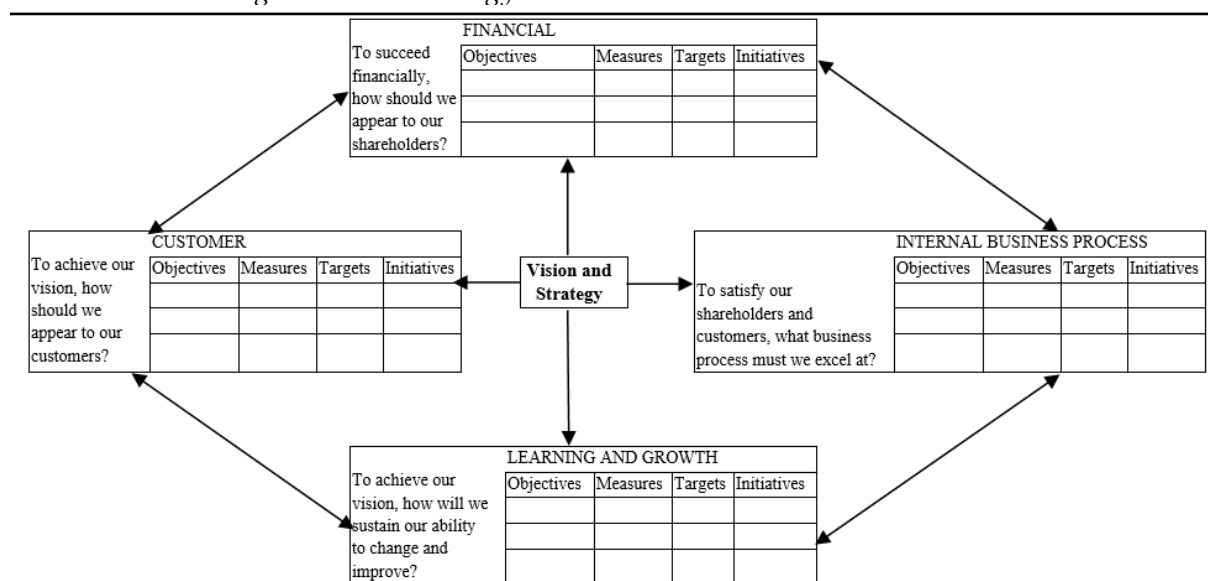 FINANCIAL
To succeed
financially,
how should we
appear to our
shareholders?
Objectives Measures Targets Initiatives
CUSTOMER
To achieve our
vision, how
should we
appear to our
customers?
Objectives Measures Targets Initiatives
Vision and
Strategy
INTERNAL BUSINESS PROCESS
To satisfy our
shareholders and
customers, what business
process must we excel at?
Objectives Measures Targets Initiatives
LEARNING AND GROWTH
To achieve our
vision, how will we
sustain our ability
to change and
improve?
Objectives Measures Targets Initiatives